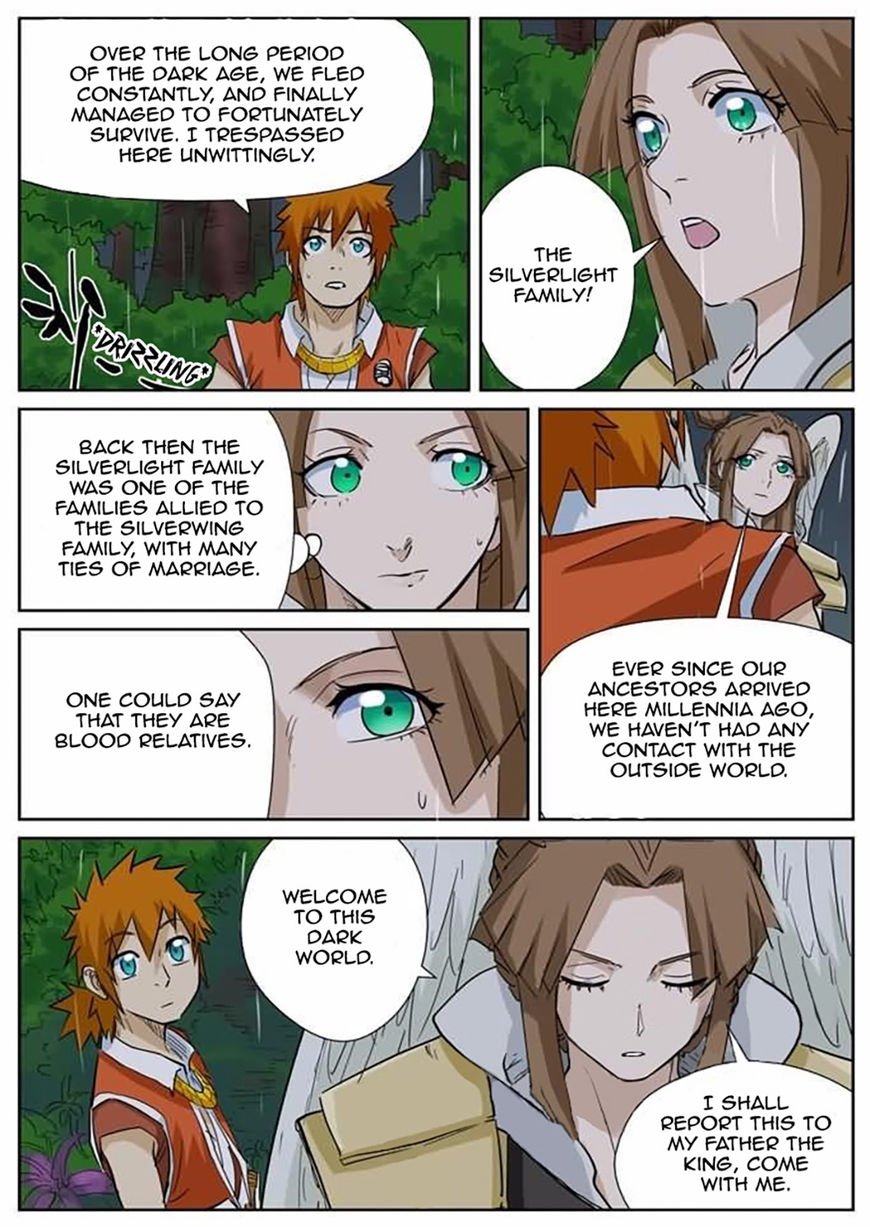 OVER THE LONG PERIOD
OF THE DARK AGE, WE FLED
CONSTANTLY, AND FINALLY
MANAGED TO FORTUNATELY
SURVIVE. I TRESPASSED
HERE UNWITTINGLY.
*DRIZZLING*
THE
SILVERLIGHT
FAMILY!
BACK THEN THE
SILVERLIGHT FAMILY
WAS ONE OF THE
FAMILIES ALLIED TO
THE SILVERWING
FAMILY, WITH MANY
TIES OF MARRIAGE.
EVER SINCE OUR
ANCESTORS ARRIVED
HERE MILLENNIA AGO,
WE HAVEN'T HAD ANY
CONTACT WITH THE
OUTSIDE WORLD.
ONE COULD SAY
THAT THEY ARE
BLOOD RELATIVES.
WELCOME
TO THIS
DARK
WORLD.
I SHALL
REPORT THIS TO
MY FATHER THE
KING, COME
WITH ME.